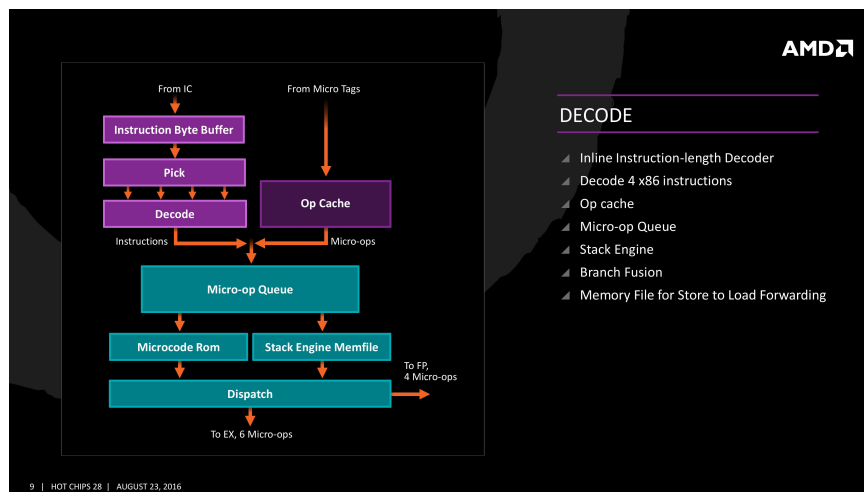 AMD
From IC
From Micro Tags
Instruction Byte Buffer
Pick
Decode
Op Cache
Instructions
Micro-ops
Micro-op Queue
Microcode Rom
Stack Engine Memfile
To FP,
4 Micro-ops
Dispatch
To EX, 6 Micro-ops
DECODE
Inline Instruction-length Decoder
Decode 4 x86 instructions
Op cache
Micro-op Queue
Stack Engine
Branch Fusion
Memory File for Store to Load Forwarding
9 | HOT CHIPS 28 | AUGUST 23, 2016